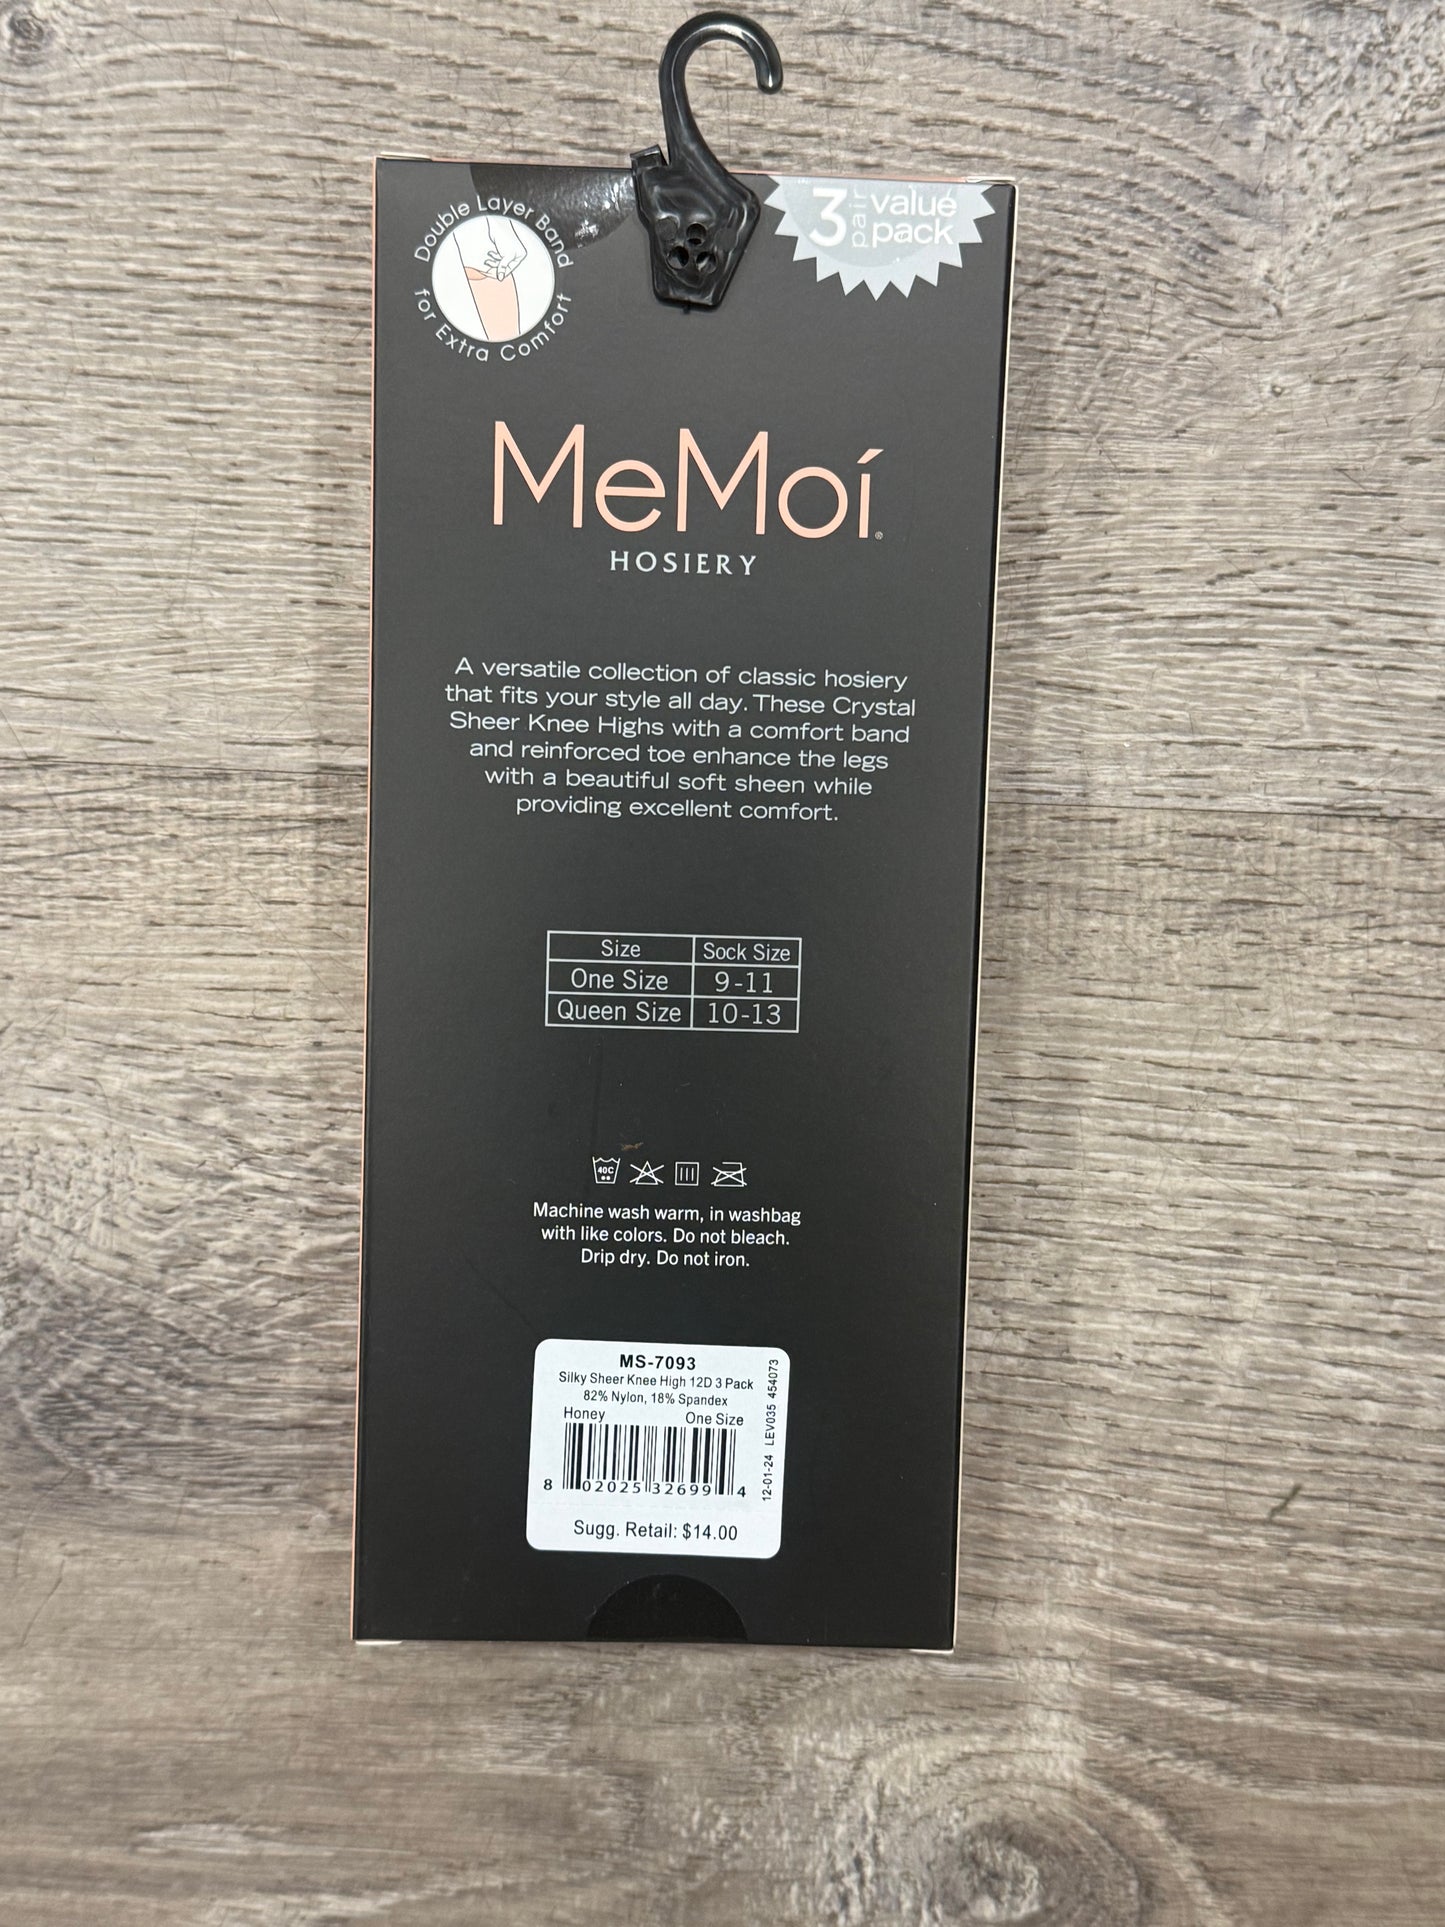 Double Layer Band
for Extra Comfort
3 pair value pack
MeMoí®
HOSIERY
A versatile collection of classic hosiery
that fits your style all day. These Crystal
Sheer Knee Highs with a comfort band
and reinforced toe enhance the legs
with a beautiful soft sheen while
providing excellent comfort.
Size Sock Size
One Size 9-11
Queen Size 10-13
40C
Machine wash warm, in washbag
with like colors. Do not bleach.
Drip dry. Do not iron.
MS-7093
Silky Sheer Knee High 12D 3 Pack
82% Nylon, 18% Spandex
Honey One Size
8 02025 32699 4
Sugg. Retail: $14.00
12-01-24 LEV035 454073